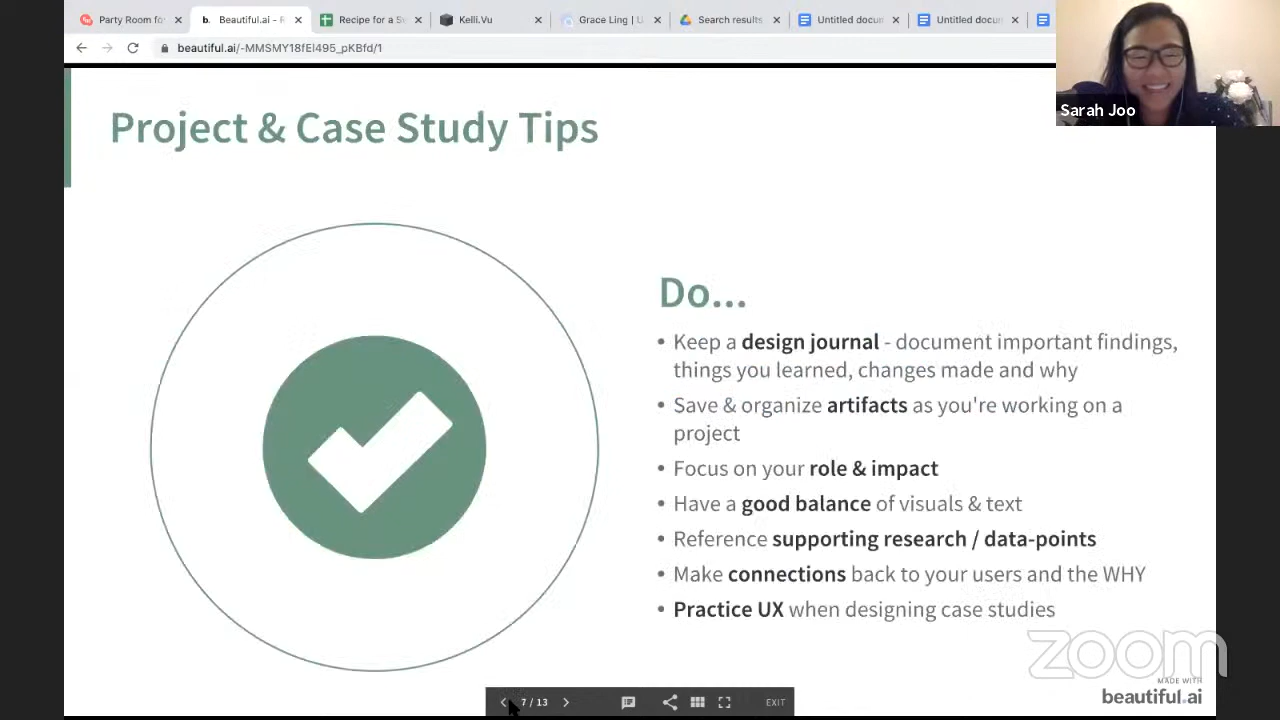 Party Room fo
b. Beautiful.ai - F
Recipe for a S
Kelli.Vu
Grace Ling | U
Search results
Untitled docu
Untitled docu
beautiful.ai/-MMSMY18fEl495_pKBfd/1
Sarah Joo
Project & Case Study Tips
Do...
• Keep a design journal - document important findings,
things you learned, changes made and why
• Save & organize artifacts as you're working on a
project
• Focus on your role & impact
• Have a good balance of visuals & text
• Reference supporting research / data-points
• Make connections back to your users and the WHY
• Practice UX when designing case studies
zoom
MADE WITH
beautiful.ai
7 / 13
EXIT